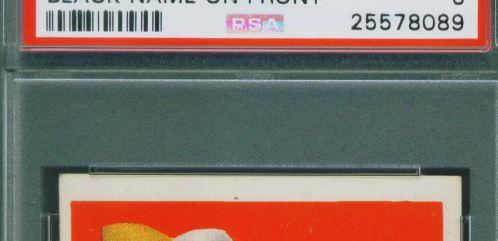 BLACK NAME ON FRONT
PSA 25578089